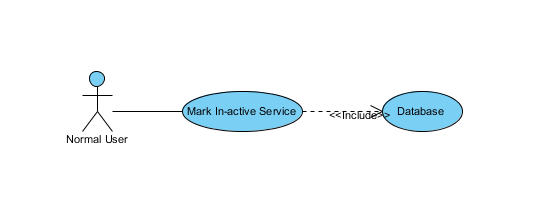 Mark In-active Service
<<Include>>
Database
Normal User